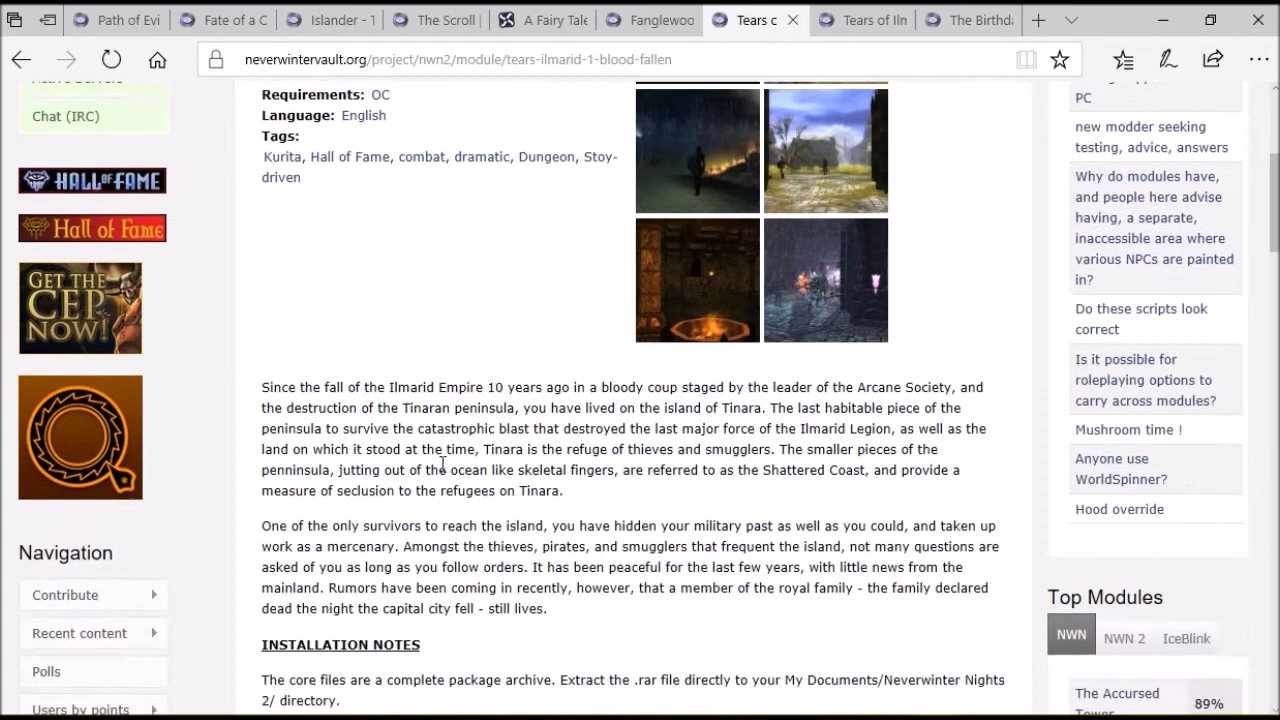 Path of Evi
Fate of a C
Islander - T
The Scroll |
A Fairy Tale
Fanglewoo
Tears c
Tears of Iln
The Birthda
neverwintervault.org/project/nwn2/module/tears-ilmarid-1-blood-fallen
Chat (IRC)
HALL OF FAME
Hall of Fame
GET THE
CEP
NOW!
Navigation
Contribute
Recent content
Polls
Users by points
Requirements: OC
Language: English
Tags:
Kurita, Hall of Fame, combat, dramatic, Dungeon, Stoy-
driven
Since the fall of the Ilmarid Empire 10 years ago in a bloody coup staged by the leader of the Arcane Society, and
the destruction of the Tinaran peninsula, you have lived on the island of Tinara. The last habitable piece of the
peninsula to survive the catastrophic blast that destroyed the last major force of the Ilmarid Legion, as well as the
land on which it stood at the time, Tinara is the refuge of thieves and smugglers. The smaller pieces of the
penninsula, jutting out of the ocean like skeletal fingers, are referred to as the Shattered Coast, and provide a
measure of seclusion to the refugees on Tinara.
One of the only survivors to reach the island, you have hidden your military past as well as you could, and taken up
work as a mercenary. Amongst the thieves, pirates, and smugglers that frequent the island, not many questions are
asked of you as long as you follow orders. It has been peaceful for the last few years, with little news from the
mainland. Rumors have been coming in recently, however, that a member of the royal family - the family declared
dead the night the capital city fell - still lives.
INSTALLATION NOTES
The core files are a complete package archive. Extract the .rar file directly to your My Documents/Neverwinter Nights
2/ directory.
PC
new modder seeking
testing, advice, answers
Why do modules have,
and people here advise
having, a separate,
inaccessible area where
various NPCs are painted
in?
Do these scripts look
correct
Is it possible for
roleplaying options to
carry across modules?
Mushroom time !
Anyone use
WorldSpinner?
Hood override
Top Modules
NWN
NWN 2
IceBlink
The Accursed
Tower
89%